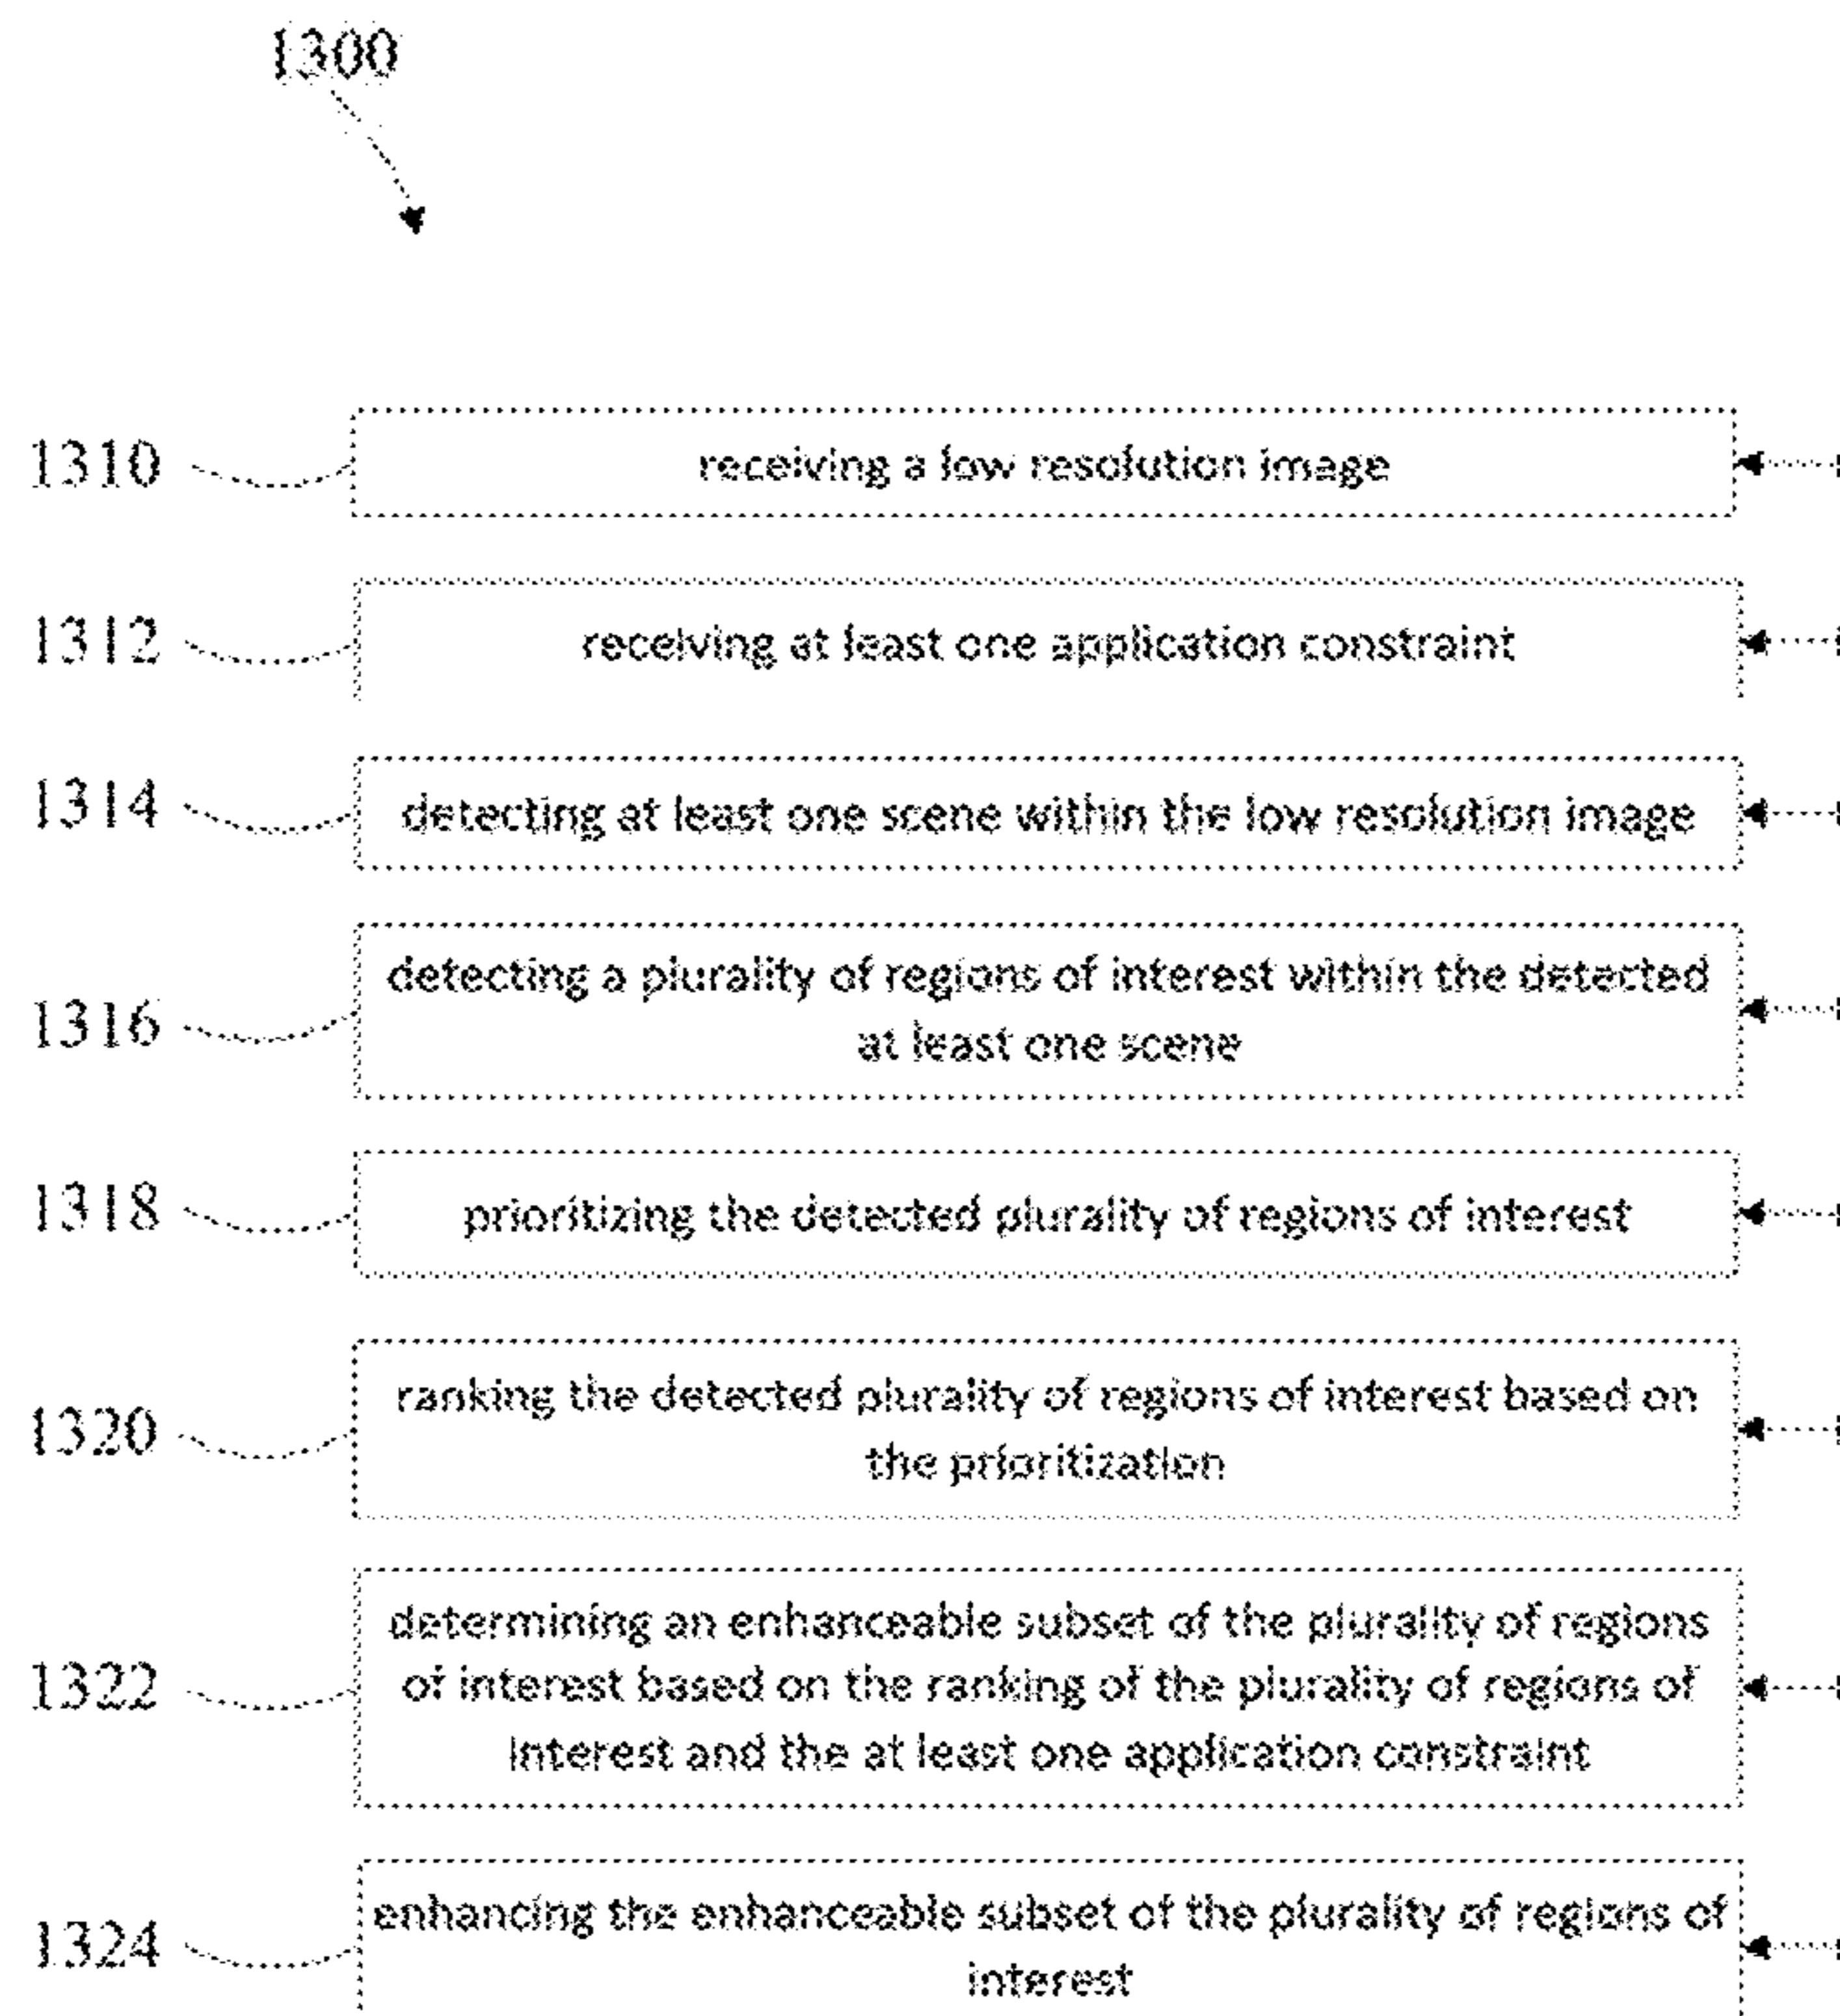 1300
1310 receiving a low resolution image
1312 receiving at least one application constraint
1314 detecting at least one scene within the low resolution image
detecting a plurality of regions of interest within the detected
1316
at least one scene
1318 prioritizing the detected plurality of regions of interest
ranking the detected plurality of regions of interest based on
1320
the prioritization
determining an enhanceable subset of the plurality of regions
1322 of interest based on the ranking of the plurality of regions of
interest and the at least one application constraint
enhancing the enhanceable subset of the plurality of regions of
1324
interest